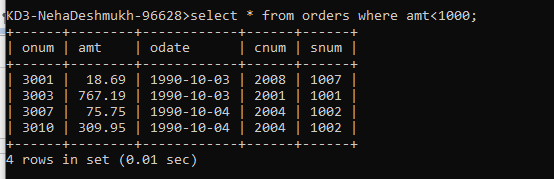 KD3-NehaDeshmukh-96628>select * from orders where amt<1000;
+------+--------+------------+------+------+
| onum | amt    | odate      | cnum | snum |
+------+--------+------------+------+------+
| 3001 |  18.69 | 1990-10-03 | 2008 | 1007 |
| 3003 | 767.19 | 1990-10-03 | 2001 | 1001 |
| 3007 |  75.75 | 1990-10-04 | 2004 | 1002 |
| 3010 | 309.95 | 1990-10-04 | 2004 | 1002 |
+------+--------+------------+------+------+
4 rows in set (0.01 sec)